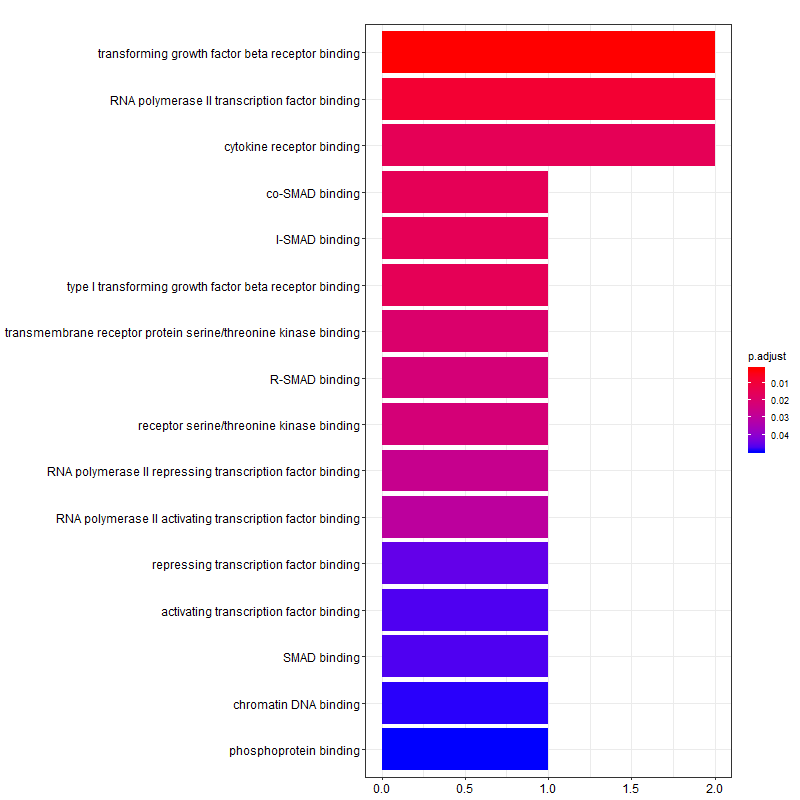 transforming growth factor beta receptor binding
RNA polymerase II transcription factor binding
cytokine receptor binding
co-SMAD binding
I-SMAD binding
type I transforming growth factor beta receptor binding
transmembrane receptor protein serine/threonine kinase binding
R-SMAD binding
receptor serine/threonine kinase binding
RNA polymerase II repressing transcription factor binding
RNA polymerase II activating transcription factor binding
repressing transcription factor binding
activating transcription factor binding
SMAD binding
chromatin DNA binding
phosphoprotein binding
0.0 0.5 1.0 1.5 2.0
p.adjust
0.01
0.02
0.03
0.04